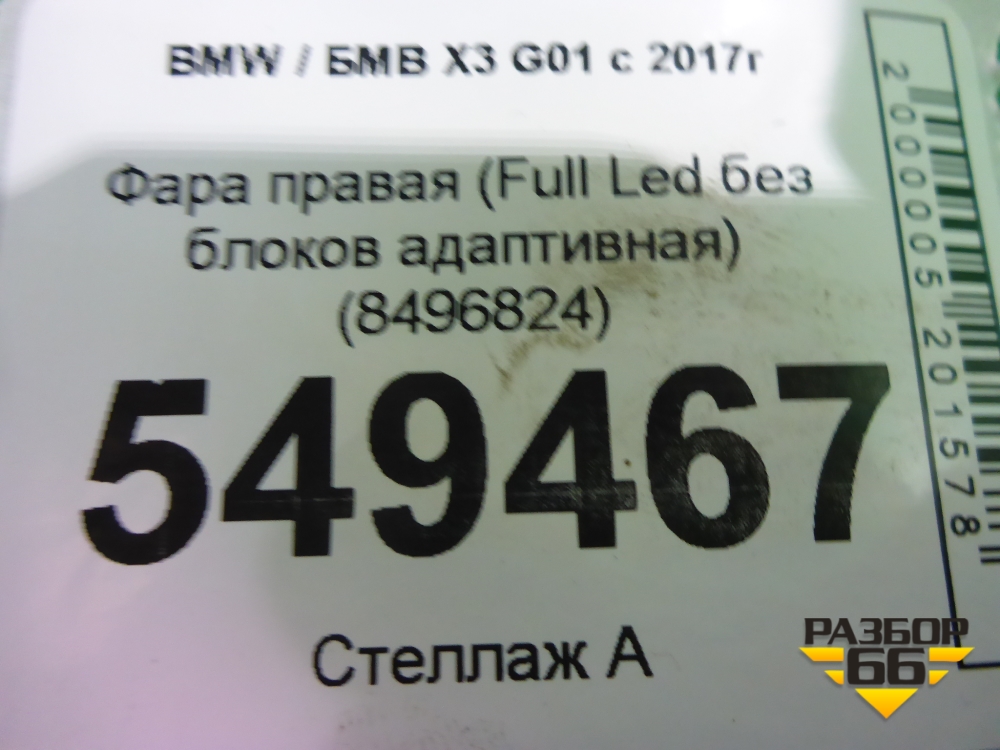 BMW / БМВ X3 G01 с 2017г
Фара правая (Full Led без
блоков адаптивная)
(8496824)
549467
Стеллаж А
2000005201578
РАЗБОР
66